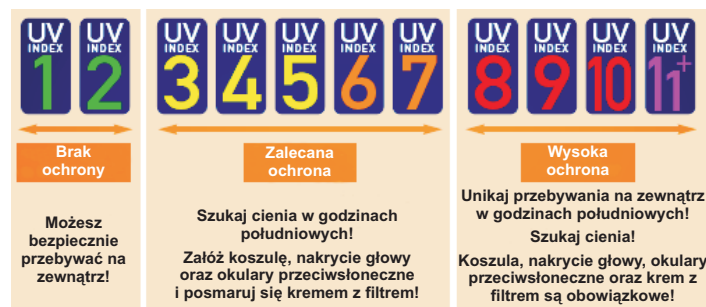 UV INDEX 1
UV INDEX 2
Brak
ochrony
Możesz
bezpiecznie
przebywać na
zewnątrz!
UV INDEX 3
UV INDEX 4
UV INDEX 5
UV INDEX 6
UV INDEX 7
Zalecana
ochrona
Szukaj cienia w godzinach
południowych!
Załóż koszulę, nakrycie głowy
oraz okulary przeciwsłoneczne
i posmaruj się kremem z filtrem!
UV INDEX 8
UV INDEX 9
UV INDEX 10
UV INDEX 11+
Wysoka
ochrona
Unikaj przebywania na zewnątrz
w godzinach południowych!
Szukaj cienia!
Koszula, nakrycie głowy, okulary
przeciwsłoneczne oraz krem z
filtrem są obowiązkowe!